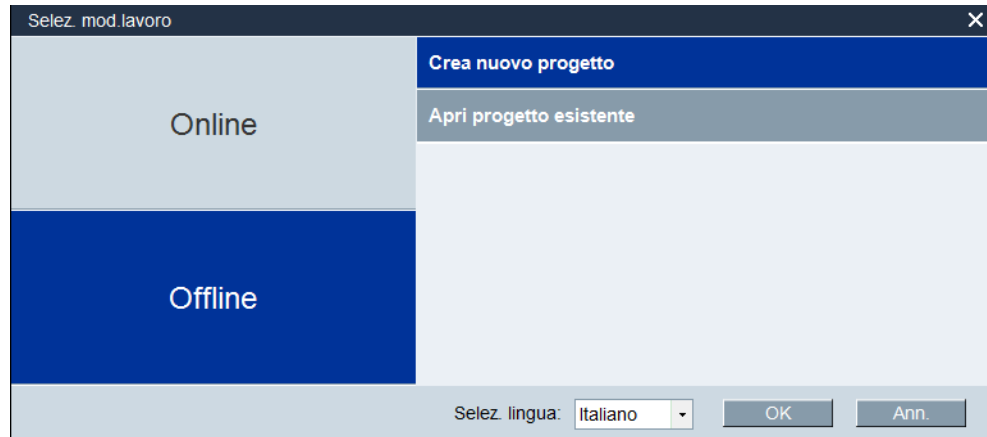 Selez. mod.lavoro
Online
Offline
Crea nuovo progetto
Apri progetto esistente
Selez. lingua: Italiano OK Ann.